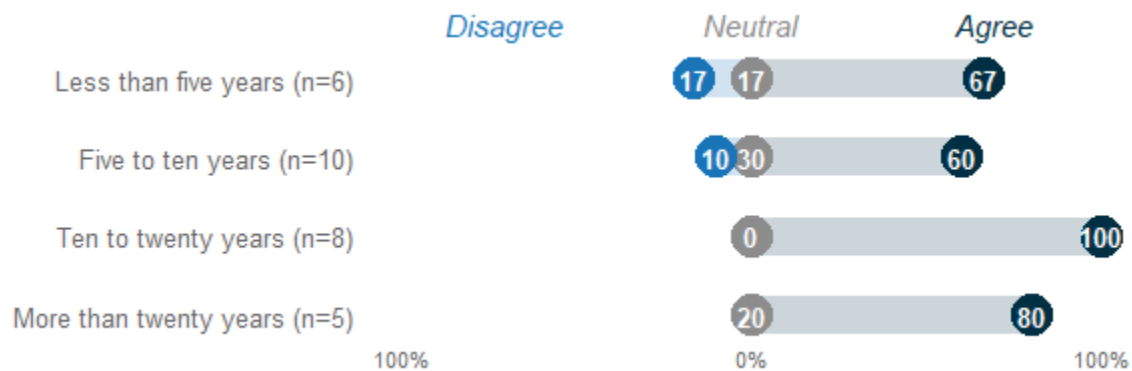 Disagree Neutral Agree
Less than five years (n=6) 17 17 67
Five to ten years (n=10) 10 30 60
Ten to twenty years (n=8) 0 100
More than twenty years (n=5) 20 80
100% 0% 100%